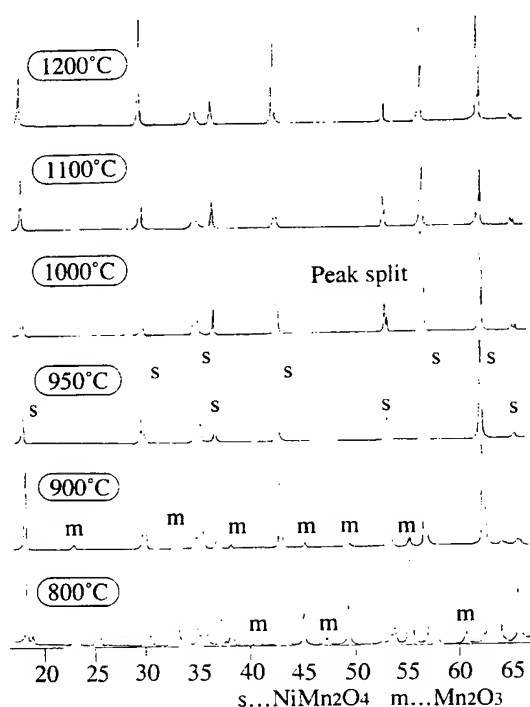 1200°C
1100°C
1000°C
Peak split
s s s s s
950°C
s s s s
900°C
m m m m m m
800°C
m m m
20 25 30 35 40 45 50 55 60 65
s...NiMn2O4 m...Mn2O3